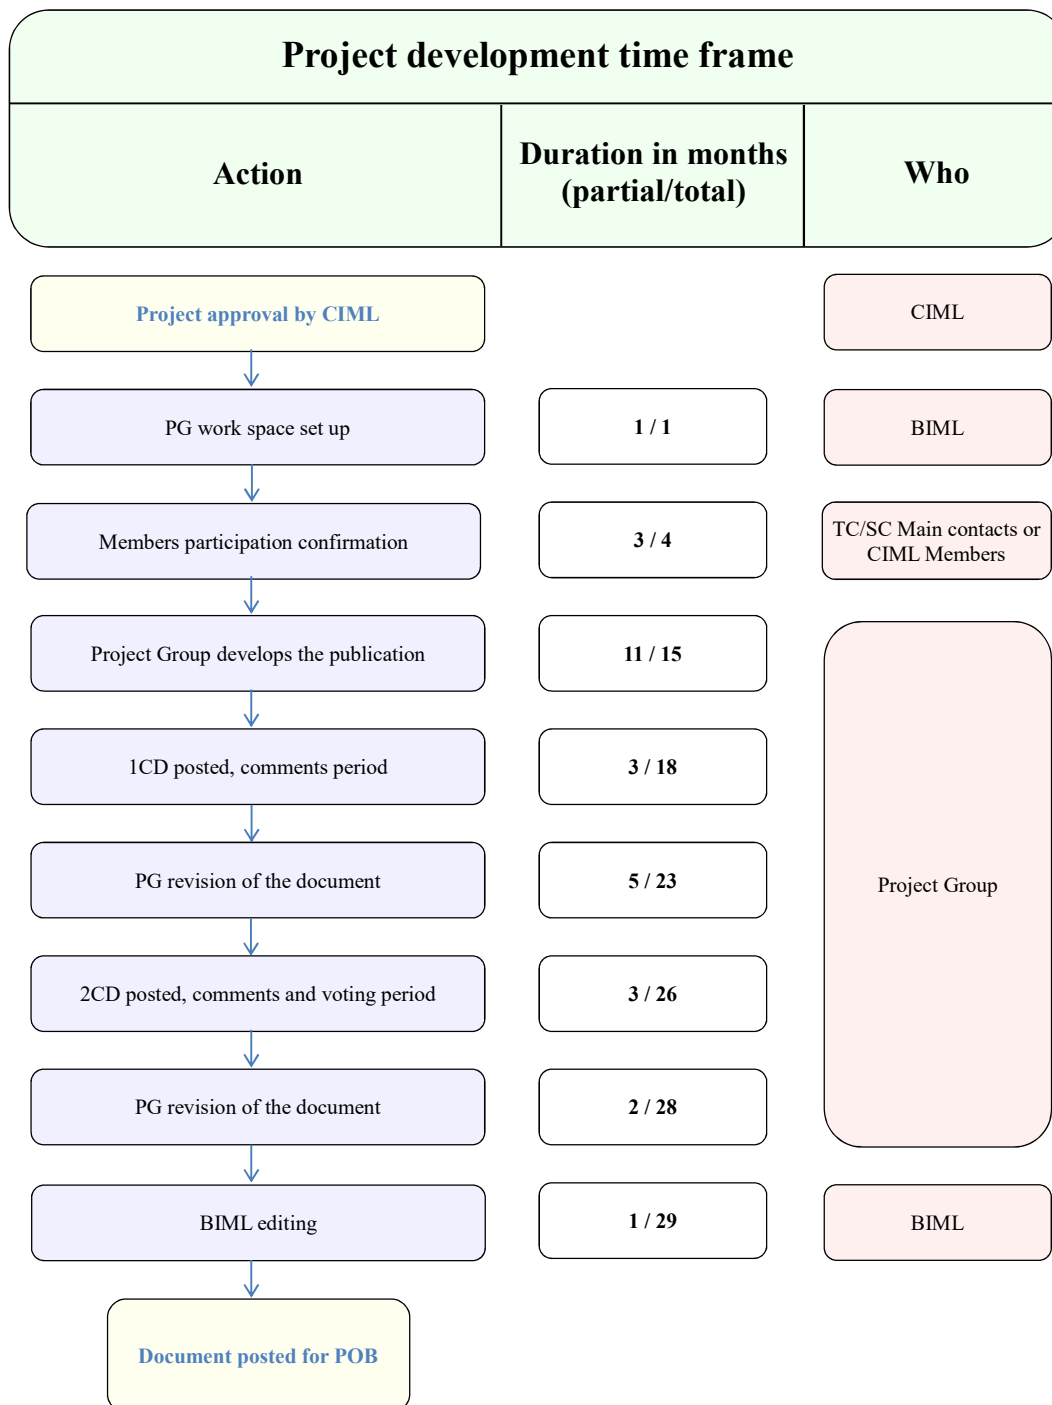 Project development time frame
Action
Duration in months
(partial/total)
Who
Project approval by CIML
CIML
PG work space set up
1 / 1
BIML
Members participation confirmation
3 / 4
TC/SC Main contacts or
CIML Members
Project Group develops the publication
11 / 15
1CD posted, comments period
3 / 18
PG revision of the document
5 / 23
Project Group
2CD posted, comments and voting period
3 / 26
PG revision of the document
2 / 28
BIML editing
1 / 29
BIML
Document posted for POB